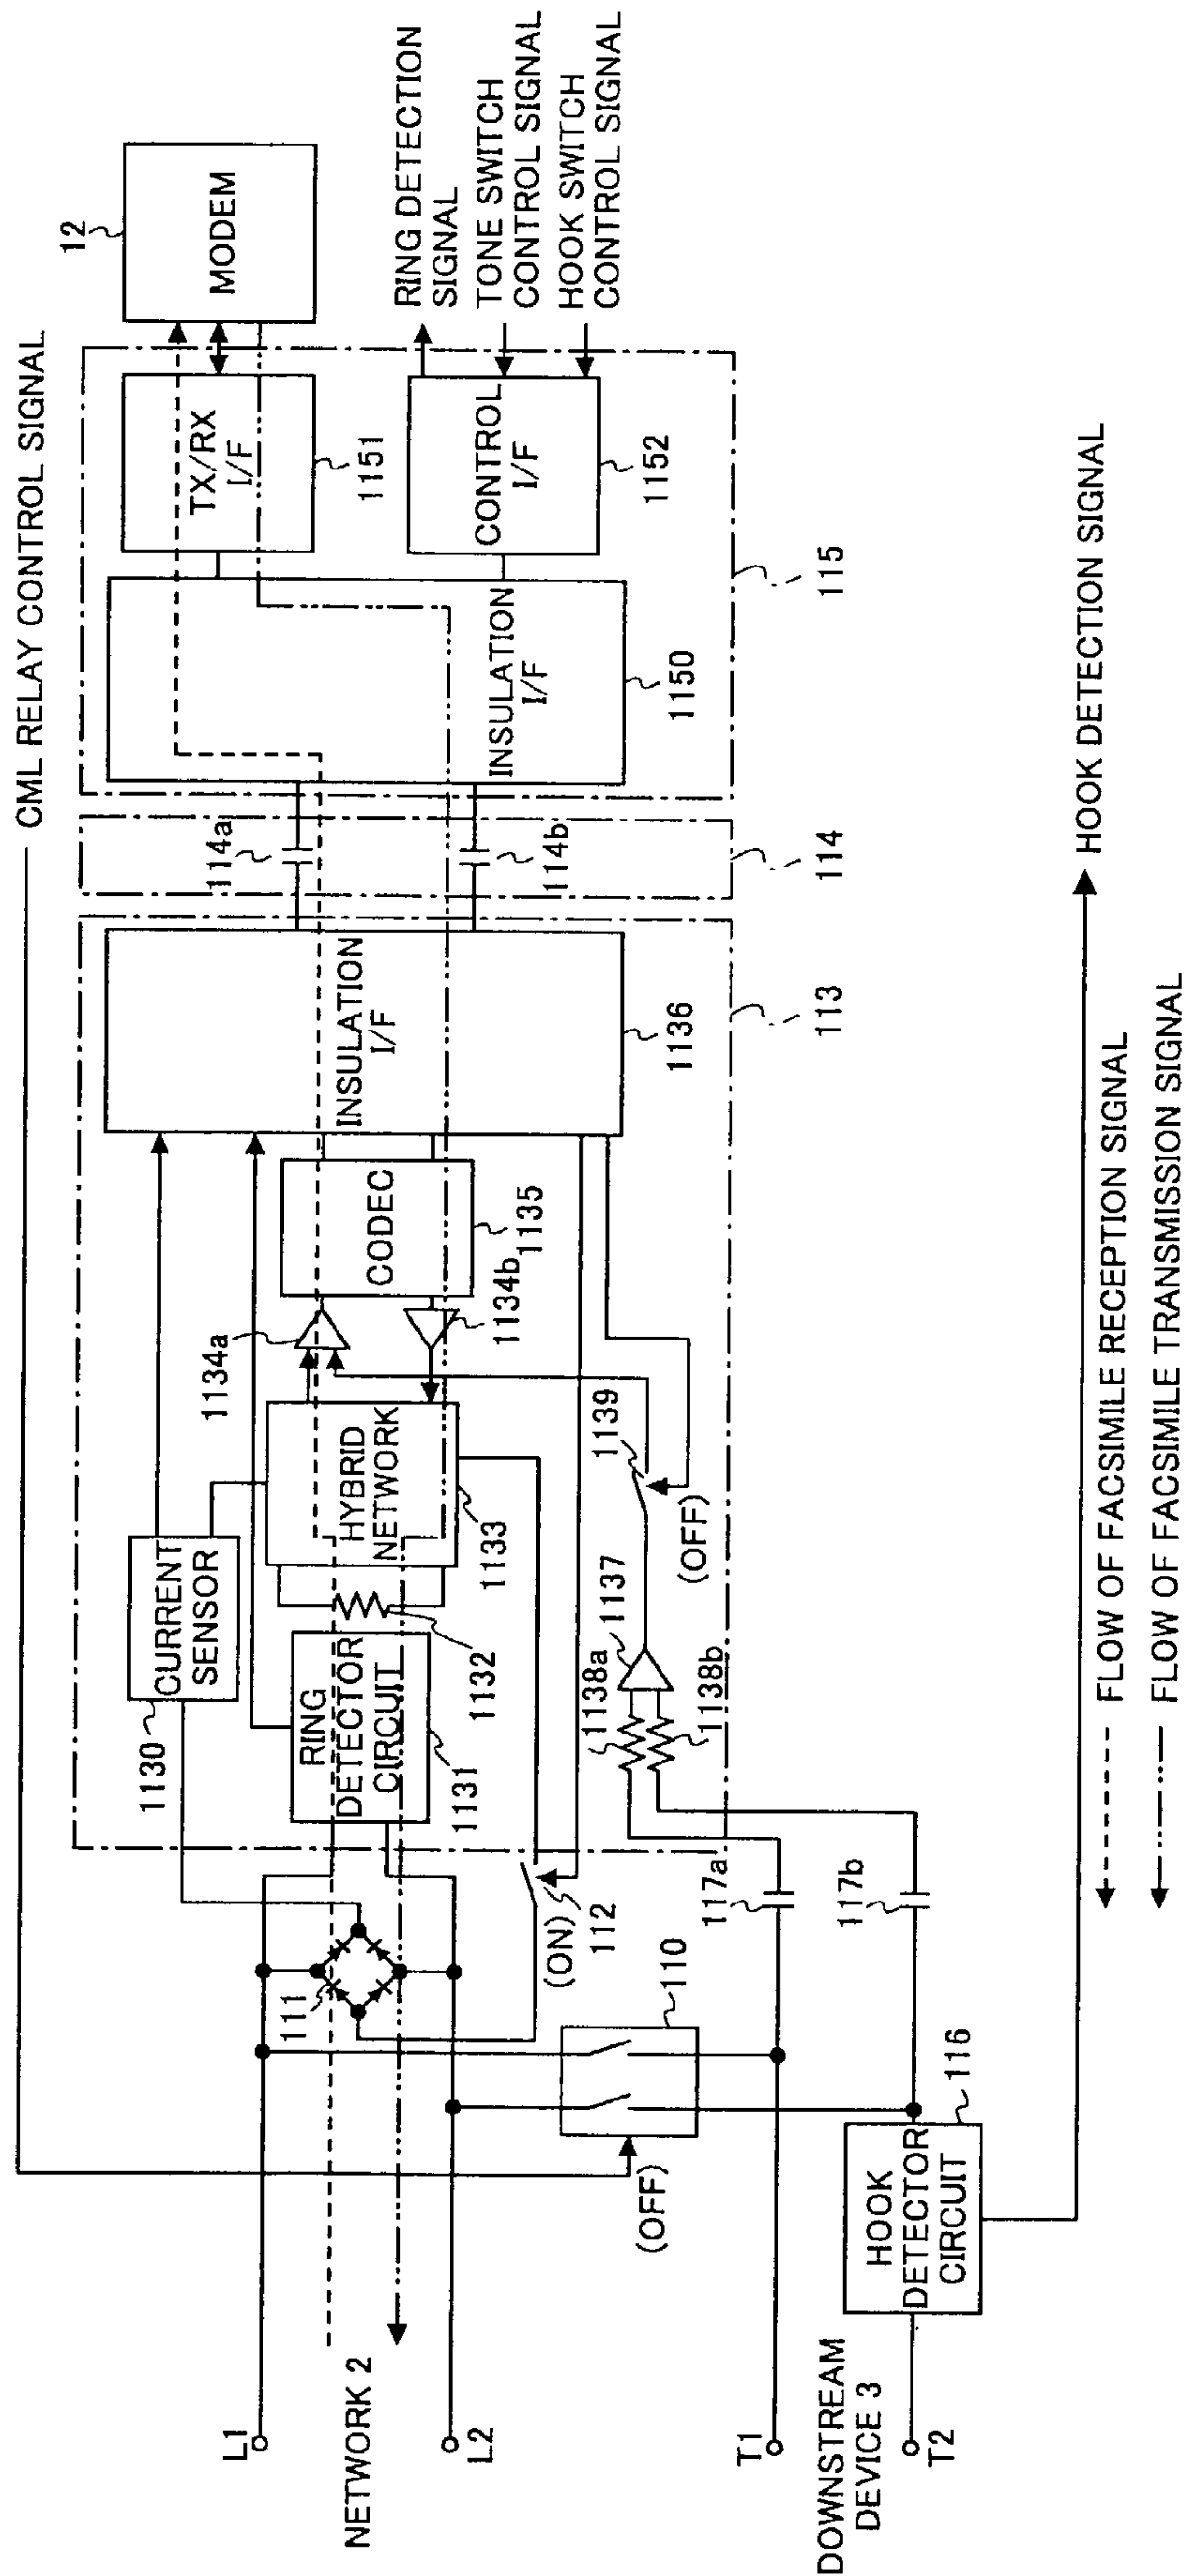 CML RELAY CONTROL SIGNAL
12
MODEM
TX/RX
I/F
1151
RING DETECTION
SIGNAL
TONE SWITCH
CONTROL SIGNAL
HOOK SWITCH
CONTROL SIGNAL
CONTROL
I/F
1152
INSULATION
I/F
1150
115
114a
114b
114
INSULATION
I/F
1136
113
CODEC
1135
1134a
1134b
HYBRID
NETWORK
1133
1132
CURRENT
SENSOR
1130
RING
DETECTOR
CIRCUIT
1131
1139
(OFF)
1137
1138a
1138b
111
(ON)
112
117a
117b
110
(OFF)
116
HOOK
DETECTOR
CIRCUIT
L1
NETWORK 2
L2
T1
DOWNSTREAM
DEVICE 3
T2
HOOK DETECTION SIGNAL
FLOW OF FACSIMILE RECEPTION SIGNAL
FLOW OF FACSIMILE TRANSMISSION SIGNAL